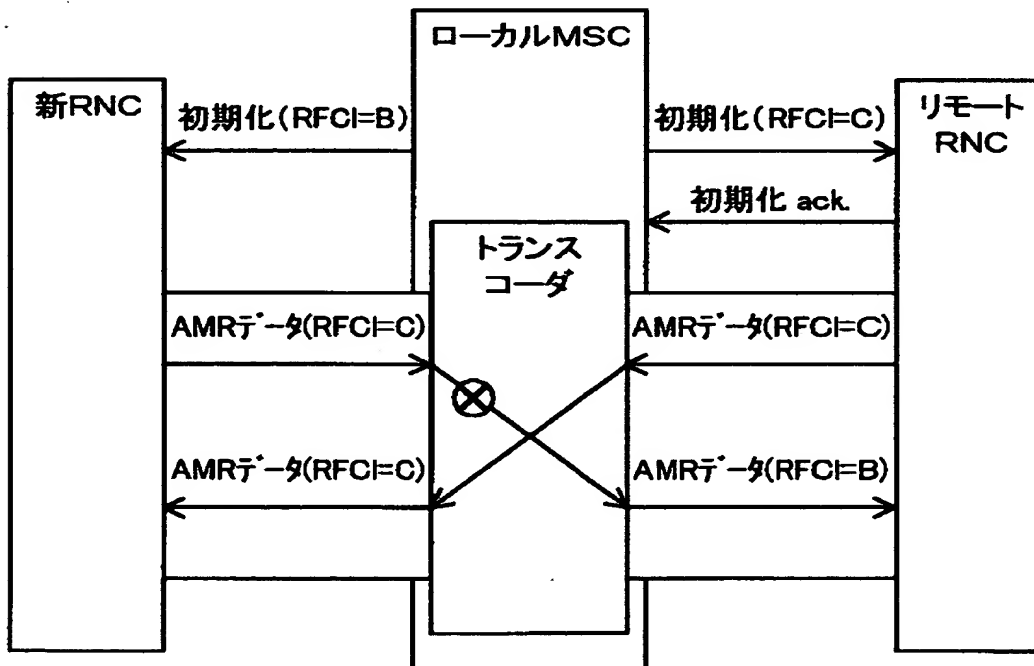 ローカルMSC
新RNC
リモート
RNC
初期化(RFCI=B)
初期化(RFCI=C)
初期化 ack.
トランス
コーダ
AMRデータ(RFCI=C)
AMRデータ(RFCI=C)
AMRデータ(RFCI=C)
AMRデータ(RFCI=B)